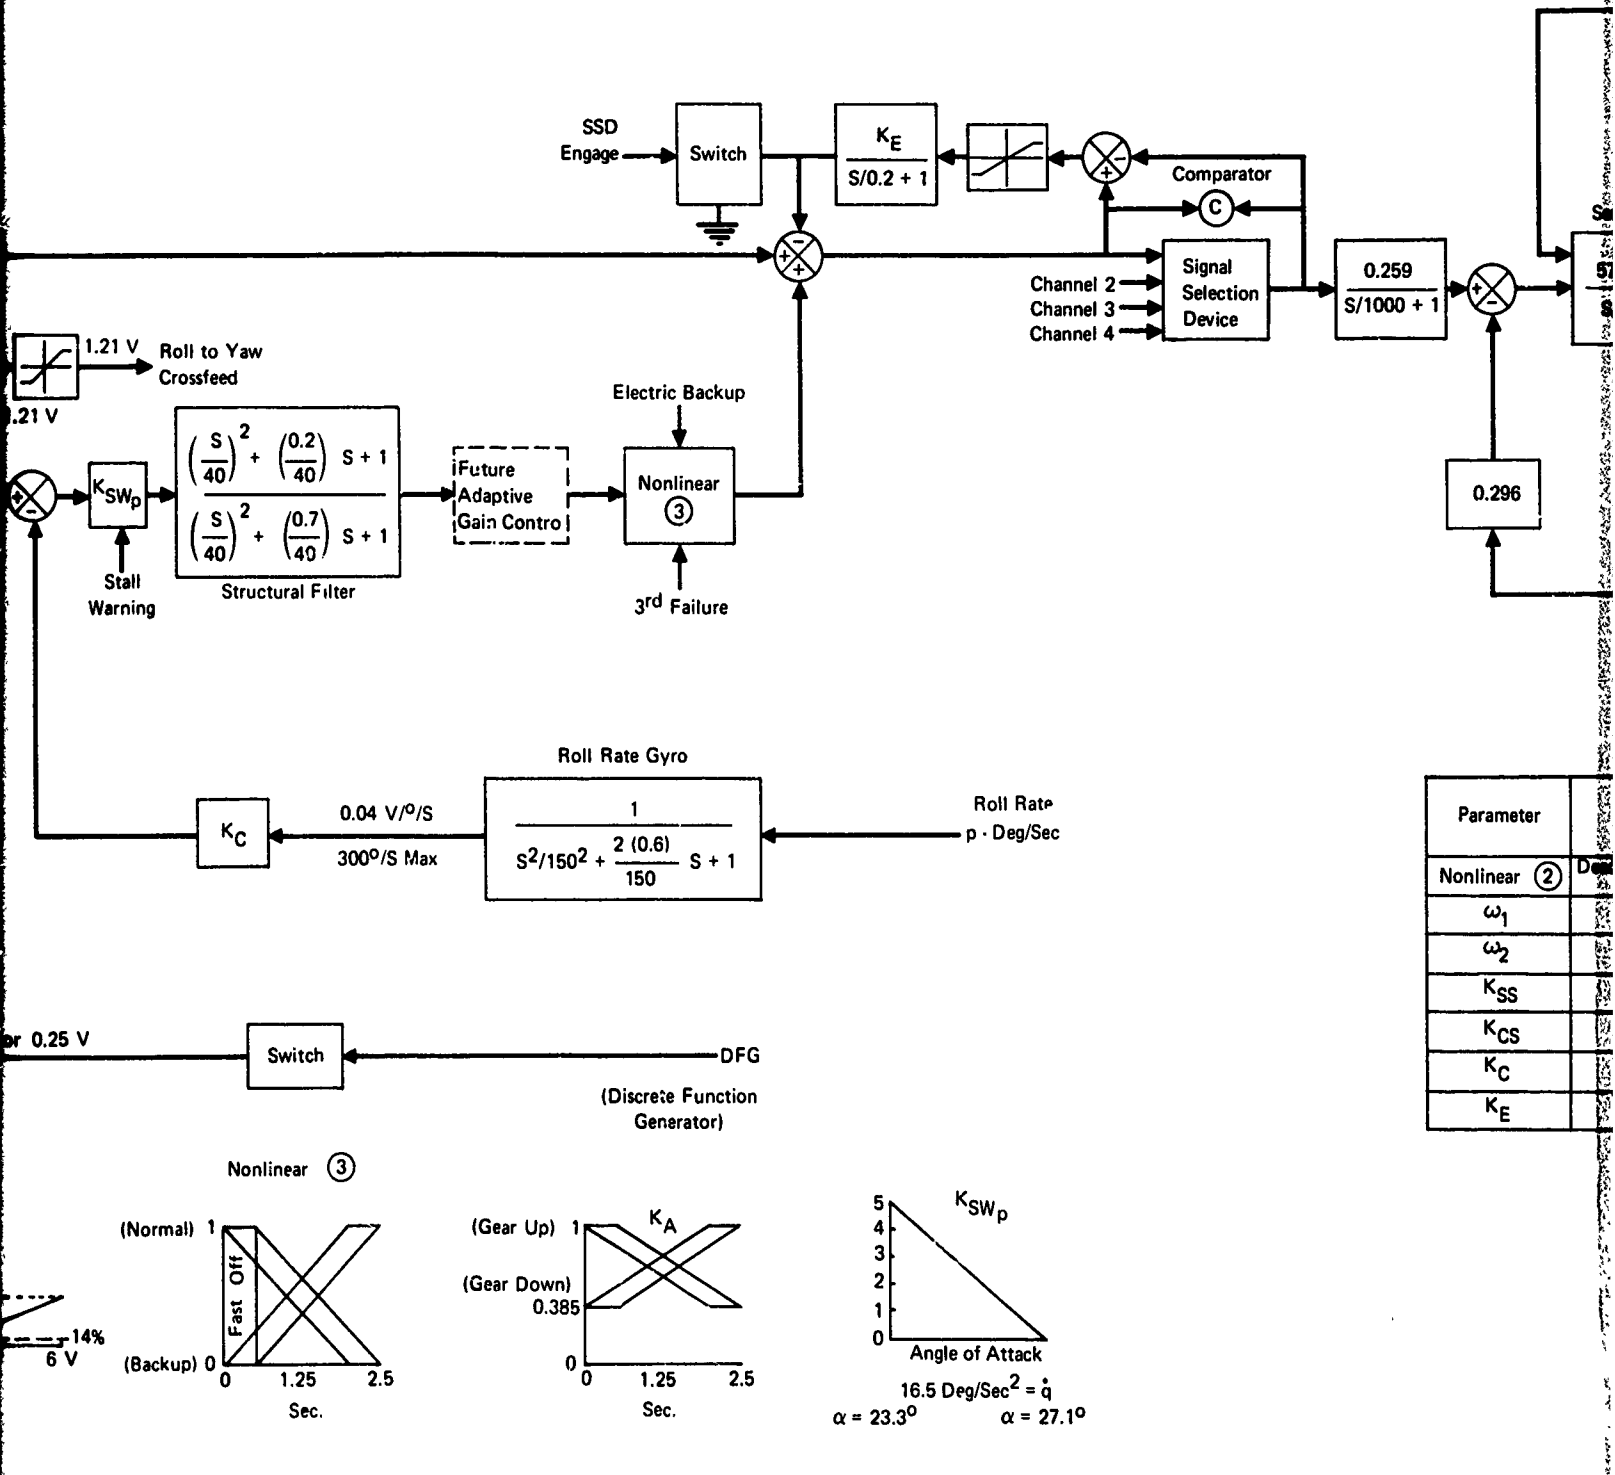 SSD
Engage
Switch
K_E
S/0.2 + 1
-
+
Comparator
C
-
+
+
Signal
Selection
Device
Channel 2
Channel 3
Channel 4
0.259
S/1000 + 1
+
-
57
1.21 V
Roll to Yaw
Crossfeed
.21 V
+
-
K_SWp
Stall
Warning
(S/40)² + (0.2/40) S + 1
(S/40)² + (0.7/40) S + 1
Structural Filter
Future
Adaptive
Gain Contro
Electric Backup
Nonlinear
③
3rd Failure
0.296
Roll Rate Gyro
1
S²/150² + 2 (0.6)/150 S + 1
Roll Rate
p · Deg/Sec
0.04 V/°/S
300°/S Max
K_C
Parameter
Nonlinear ②
ω₁
ω₂
K_SS
K_CS
K_C
K_E
or 0.25 V
Switch
DFG
(Discrete Function
Generator)
Nonlinear ③
(Normal) 1
Fast Off
(Backup) 0
0 1.25 2.5
Sec.
K_A
(Gear Up) 1
(Gear Down)
0.385
0
0 1.25 2.5
Sec.
K_SWp
5
4
3
2
1
0
Angle of Attack
16.5 Deg/Sec² = q̇
α = 23.3° α = 27.1°
14%
6 V